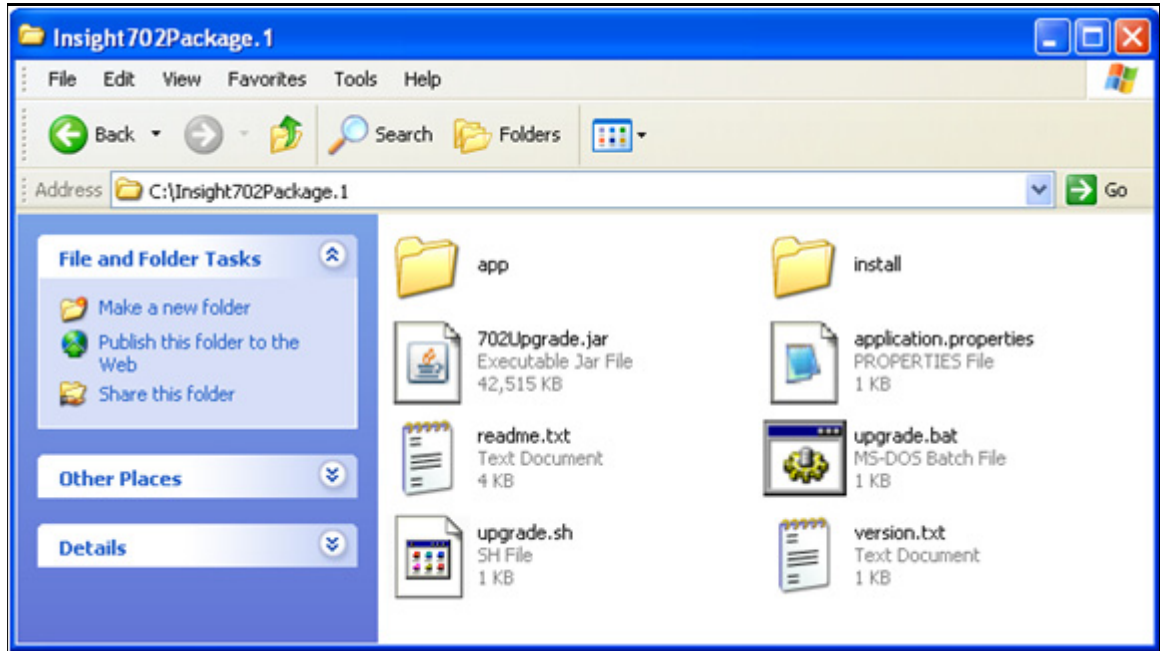 Insight702Package.1
File Edit View Favorites Tools Help
Back Search Folders
Address C:\Insight702Package.1 Go
File and Folder Tasks
Make a new folder
Publish this folder to the
Web
Share this folder
Other Places
Details
app
install
702Upgrade.jar
Executable Jar File
42,515 KB
application.properties
PROPERTIES File
1 KB
readme.txt
Text Document
4 KB
upgrade.bat
MS-DOS Batch File
1 KB
upgrade.sh
SH File
1 KB
version.txt
Text Document
1 KB